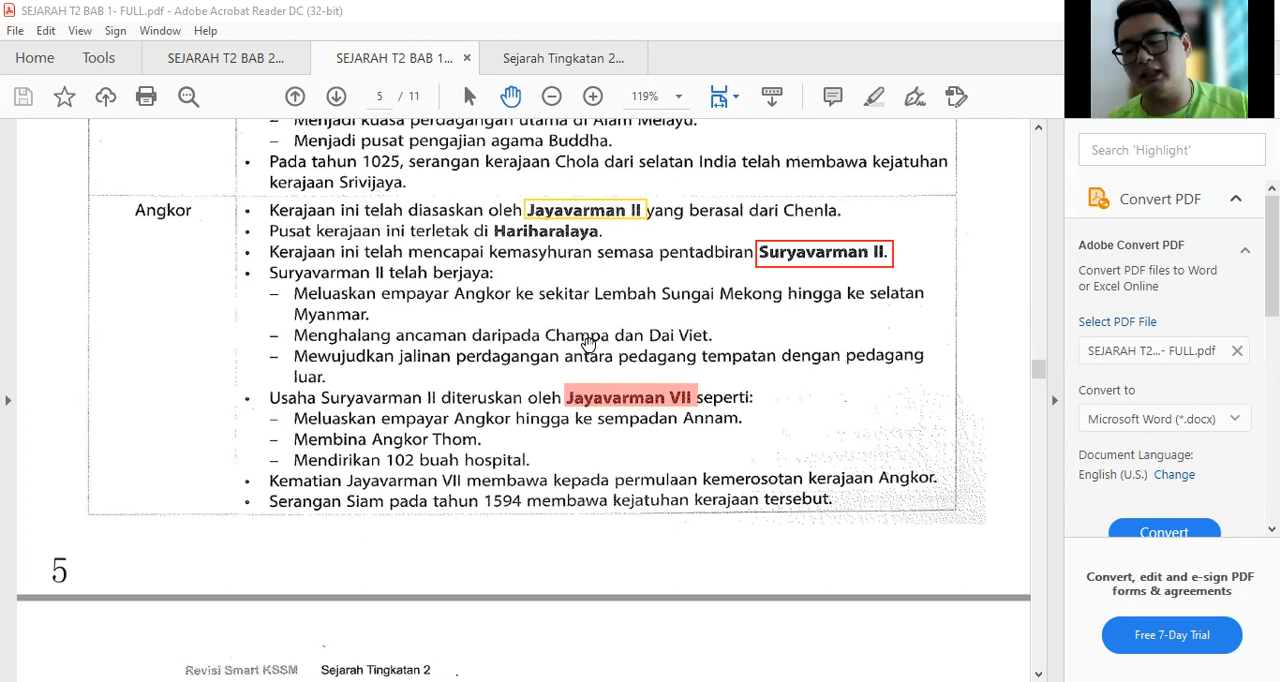 SEJARAH T2 BAB 1- FULL.pdf - Adobe Acrobat Reader DC (32-bit)
File Edit View Sign Window Help
Home Tools SEJARAH T2 BAB 2... SEJARAH T2 BAB 1... × Sejarah Tingkatan 2...
5 / 11 119%
Menjadi kuasa perdagangan utama di Alam Melayu.
– Menjadi pusat pengajian agama Buddha.
• Pada tahun 1025, serangan kerajaan Chola dari selatan India telah membawa kejatuhan
kerajaan Srivijaya.
Angkor
• Kerajaan ini telah diasaskan oleh Jayavarman II yang berasal dari Chenla.
• Pusat kerajaan ini terletak di Hariharalaya.
• Kerajaan ini telah mencapai kemasyhuran semasa pentadbiran Suryavarman II.
• Suryavarman II telah berjaya:
– Meluaskan empayar Angkor ke sekitar Lembah Sungai Mekong hingga ke selatan
Myanmar.
– Menghalang ancaman daripada Champa dan Dai Viet.
– Mewujudkan jalinan perdagangan antara pedagang tempatan dengan pedagang
luar.
• Usaha Suryavarman II diteruskan oleh Jayavarman VII seperti:
– Meluaskan empayar Angkor hingga ke sempadan Annam.
– Membina Angkor Thom.
– Mendirikan 102 buah hospital.
• Kematian Jayavarman VII membawa kepada permulaan kemerosotan kerajaan Angkor.
• Serangan Siam pada tahun 1594 membawa kejatuhan kerajaan tersebut.
5
Revisi Smart KSSM Sejarah Tingkatan 2
Search 'Highlight'
Convert PDF
Adobe Convert PDF
Convert PDF files to Word
or Excel Online
Select PDF File
SEJARAH T...- FULL.pdf
Convert to
Microsoft Word (*.docx)
Document Language:
English (U.S.) Change
Convert
Convert, edit and e-sign PDF
forms & agreements
Free 7-Day Trial